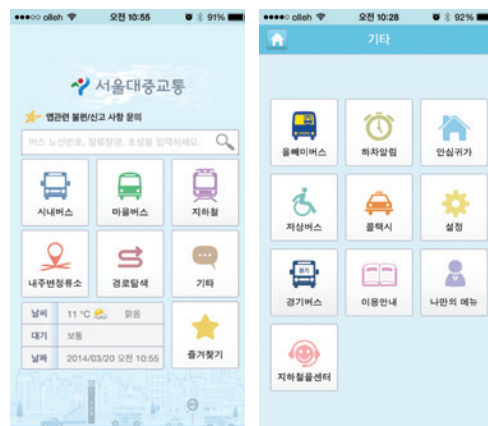 olleh 오전 10:55 91%
서울대중교통
앱관련 불편/신고 사항 문의
버스 노선번호, 정류장명, 초성을 입력하세요.
시내버스 마을버스 지하철
내주변정류소 경로탐색 기타
날씨 11 °C 맑음
대기 보통
날짜 2014/03/20 오전 10:55
즐겨찾기
olleh 오전 10:28 92%
기타
올빼미버스 하차알림 안심귀가
저상버스 콜택시 설정
경기
경기버스 이용안내 나만의 메뉴
지하철콜센터